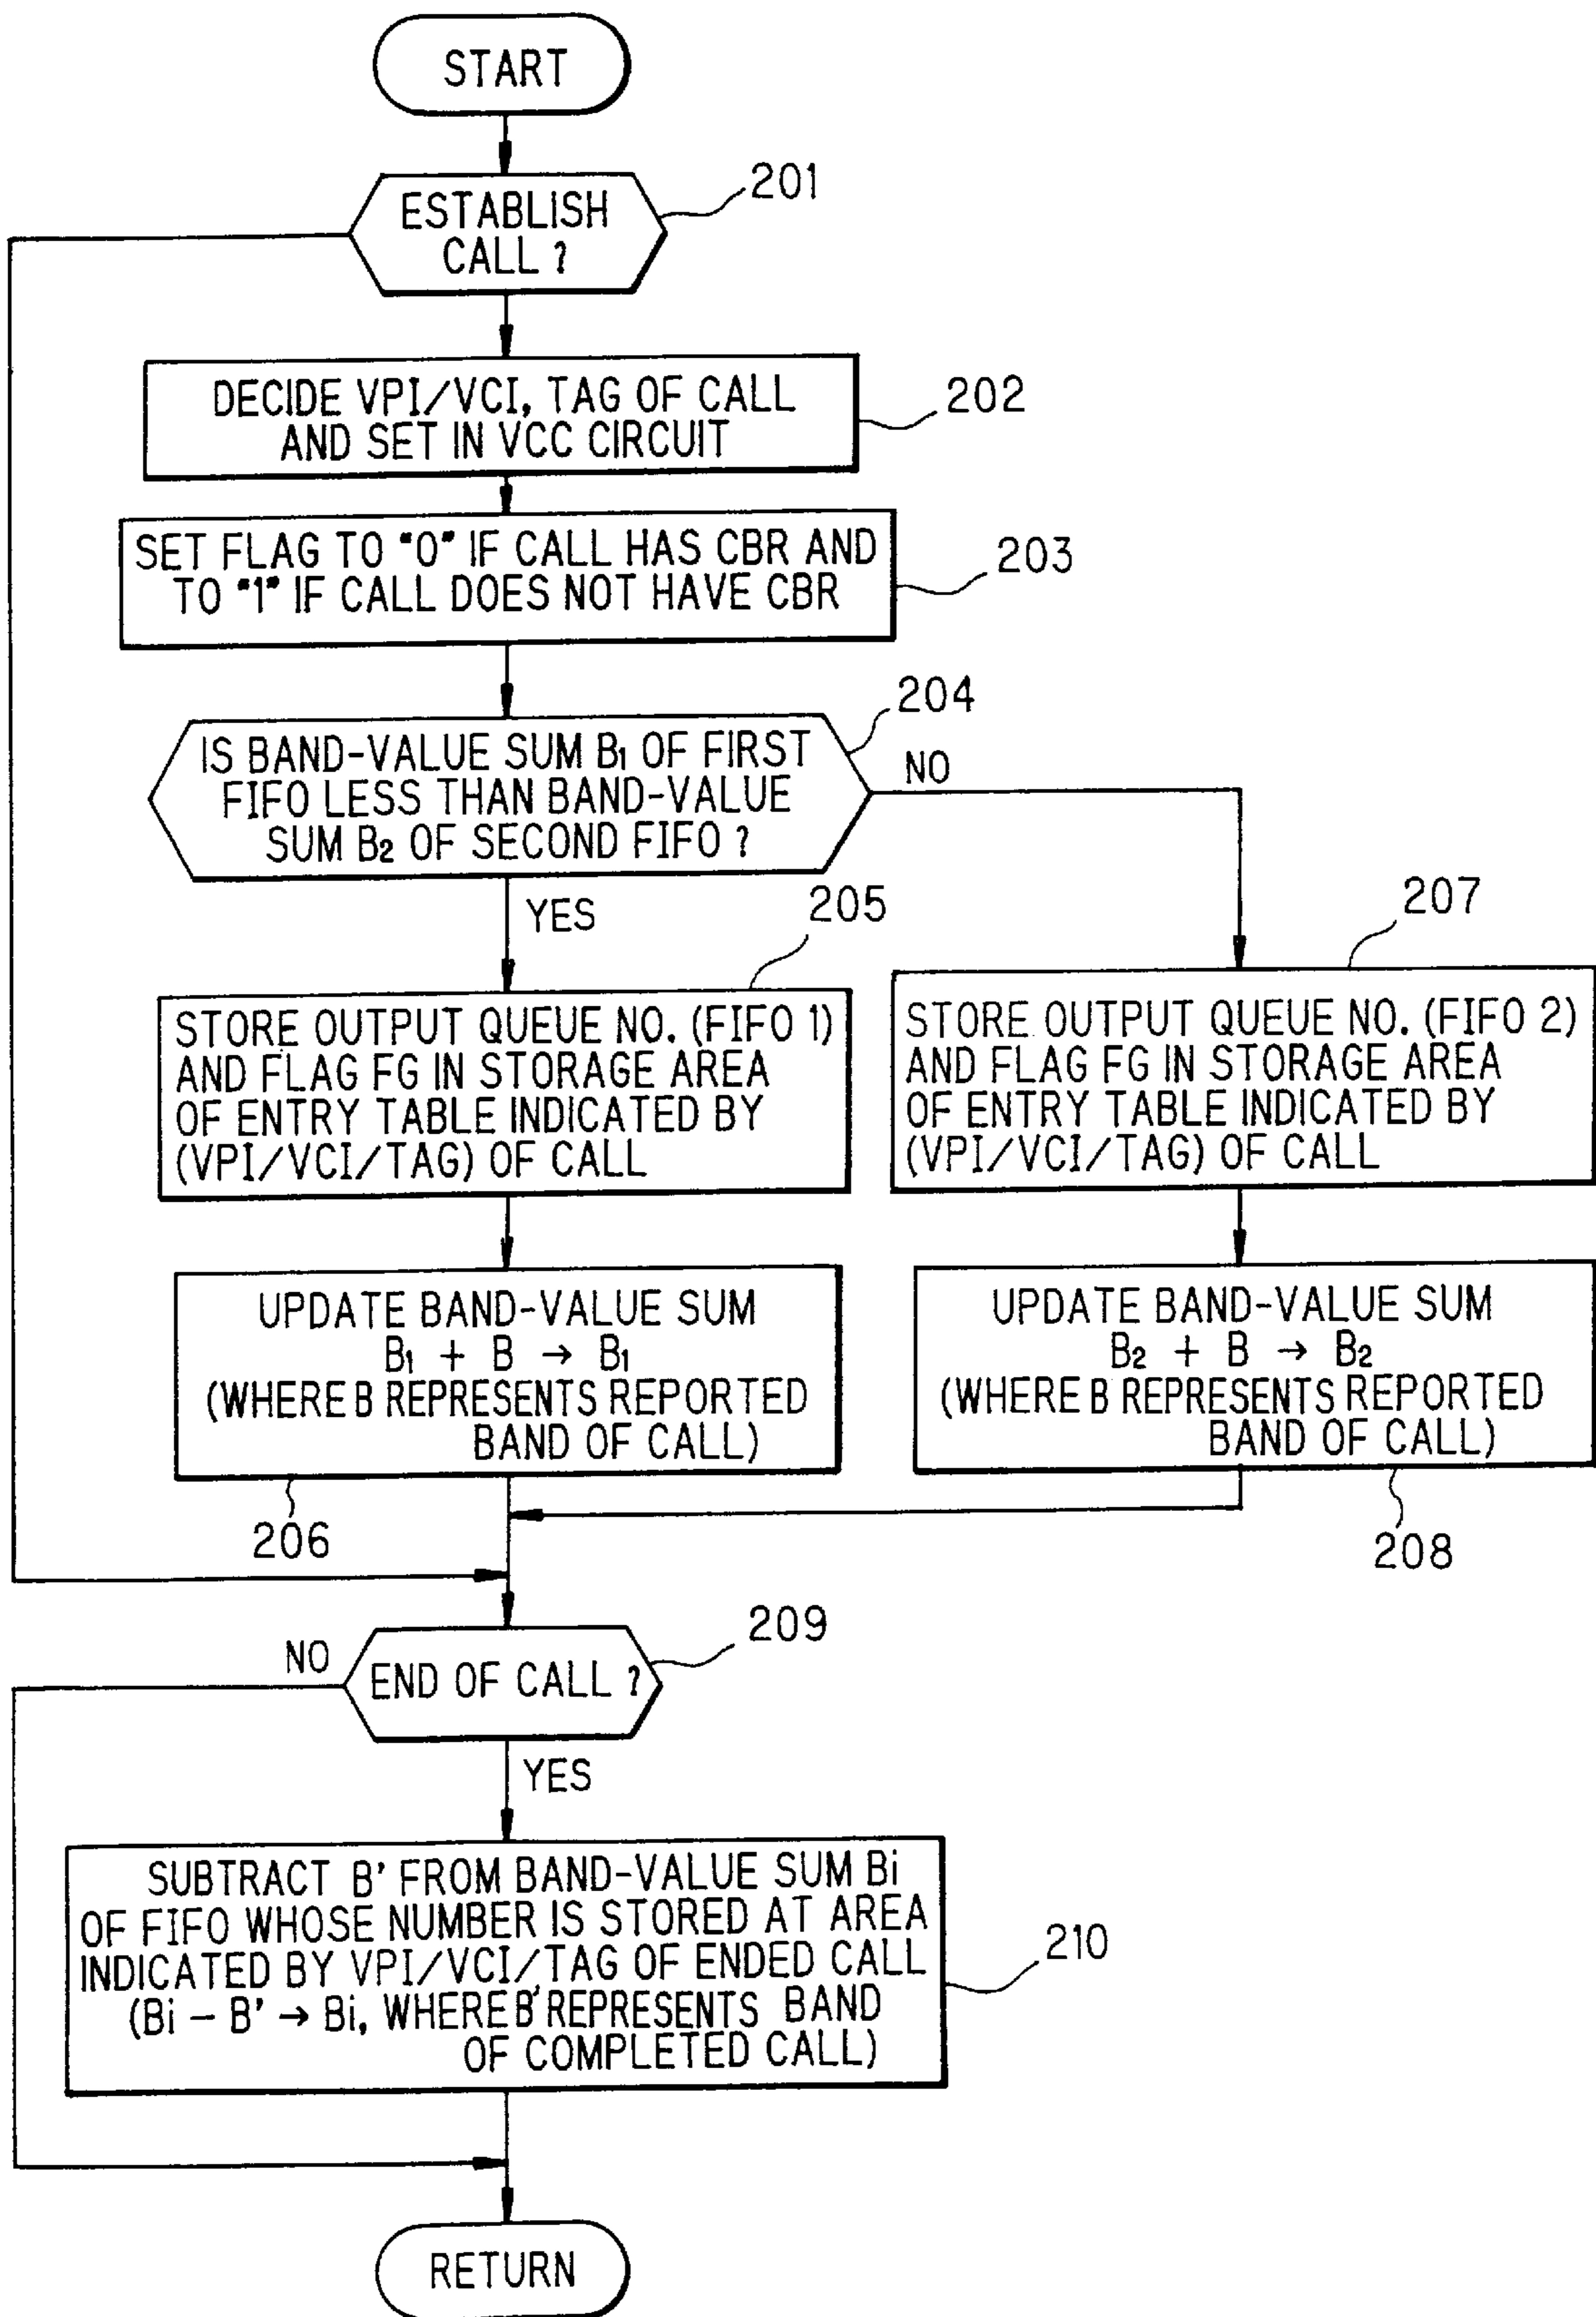 START
201
ESTABLISH
CALL ?
DECIDE VPI/VCI, TAG OF CALL
AND SET IN VCC CIRCUIT
202
SET FLAG TO "0" IF CALL HAS CBR AND
TO "1" IF CALL DOES NOT HAVE CBR
203
204
IS BAND-VALUE SUM B1 OF FIRST
FIFO LESS THAN BAND-VALUE
SUM B2 OF SECOND FIFO ?
NO
YES
205
207
STORE OUTPUT QUEUE NO. (FIFO 1)
AND FLAG FG IN STORAGE AREA
OF ENTRY TABLE INDICATED BY
(VPI/VCI/TAG) OF CALL
STORE OUTPUT QUEUE NO. (FIFO 2)
AND FLAG FG IN STORAGE AREA
OF ENTRY TABLE INDICATED BY
(VPI/VCI/TAG) OF CALL
UPDATE BAND-VALUE SUM
B1 + B → B1
(WHERE B REPRESENTS REPORTED
BAND OF CALL)
206
UPDATE BAND-VALUE SUM
B2 + B → B2
(WHERE B REPRESENTS REPORTED
BAND OF CALL)
208
209
NO
END OF CALL ?
YES
SUBTRACT B' FROM BAND-VALUE SUM Bi
OF FIFO WHOSE NUMBER IS STORED AT AREA
INDICATED BY VPI/VCI/TAG OF ENDED CALL
(Bi - B' → Bi, WHERE B' REPRESENTS BAND
OF COMPLETED CALL)
210
RETURN